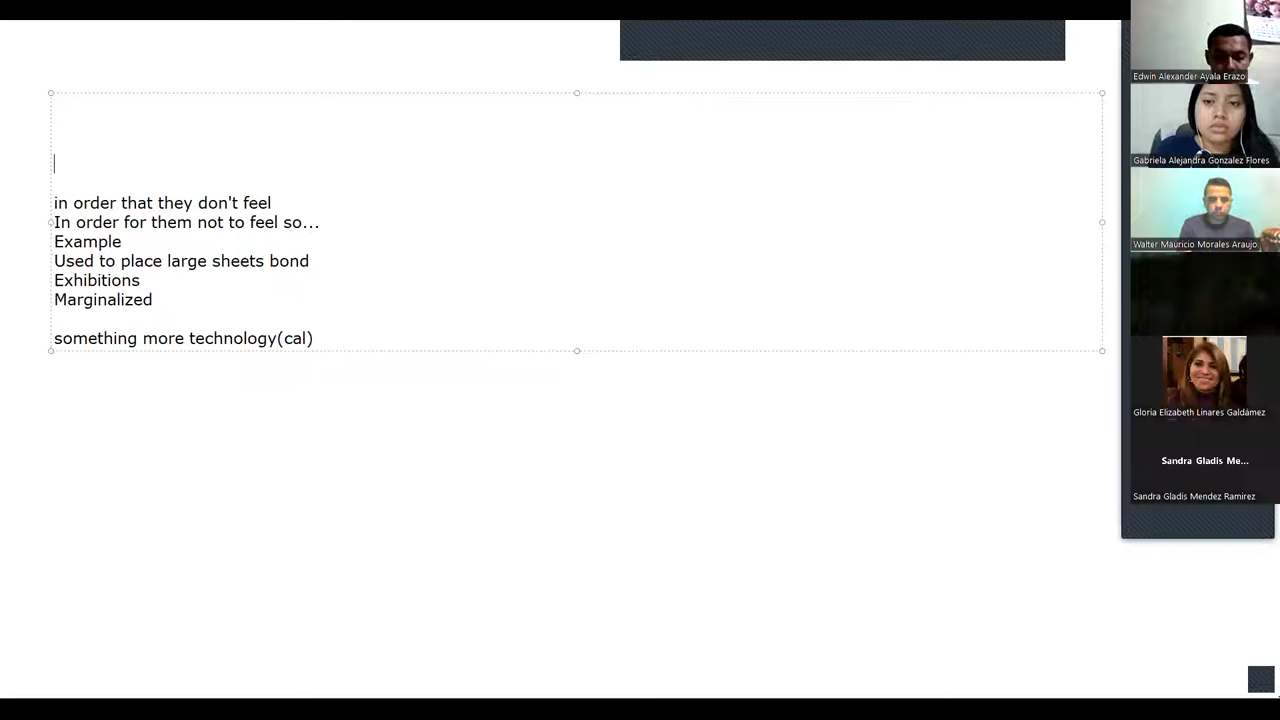 in order that they don't feel
In order for them not to feel so...
Example
Used to place large sheets bond
Exhibitions
Marginalized
something more technology(cal)
Edwin Alexander Ayala Erazo
Gabriela Alejandra Gonzalez Flores
Walter Mauricio Morales Araujo
Gloria Elizabeth Linares Galdámez
Sandra Gladis Me...
Sandra Gladis Mendez Ramirez